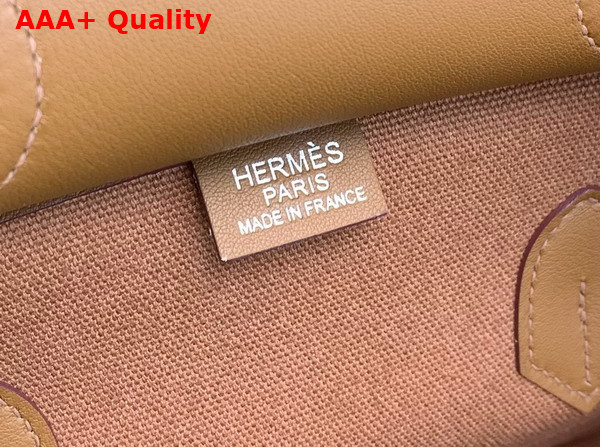 AAA+ Quality
HERMÈS
PARIS
MADE IN FRANCE